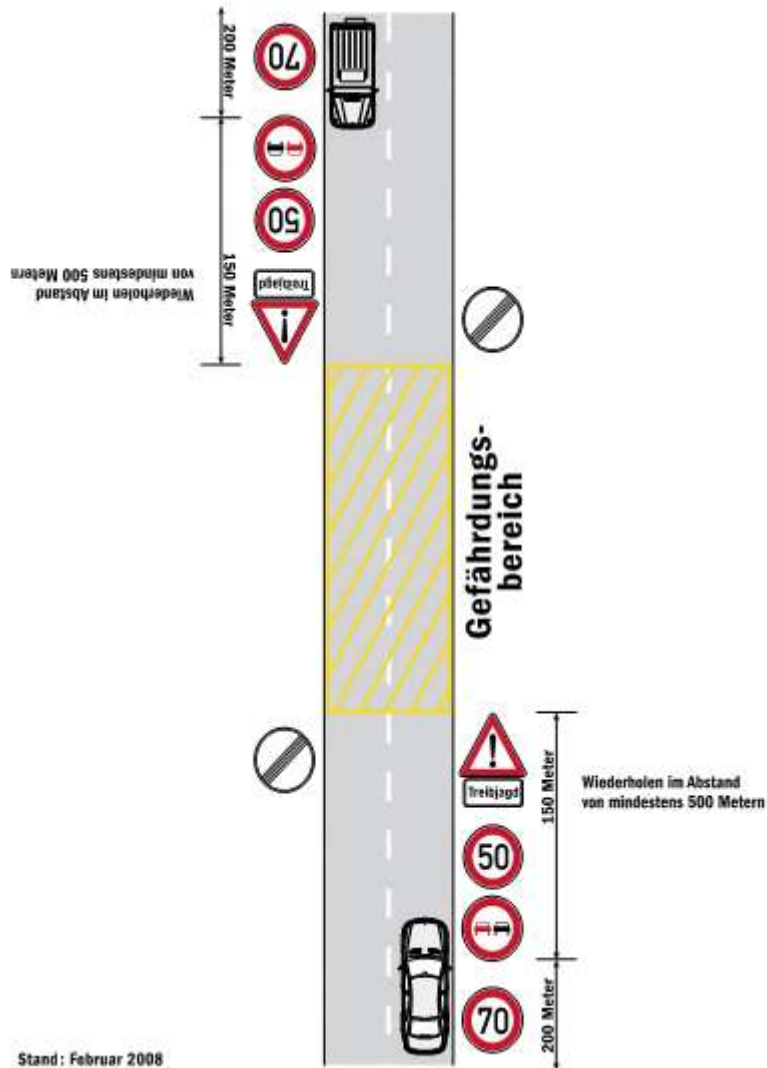 200 Meter
70
50
Treibjagd
150 Meter
Wiederholen im Abstand
von mindestens 500 Metern
Gefährdungs-
bereich
Treibjagd
150 Meter
Wiederholen im Abstand
von mindestens 500 Metern
50
70
200 Meter
Stand: Februar 2008